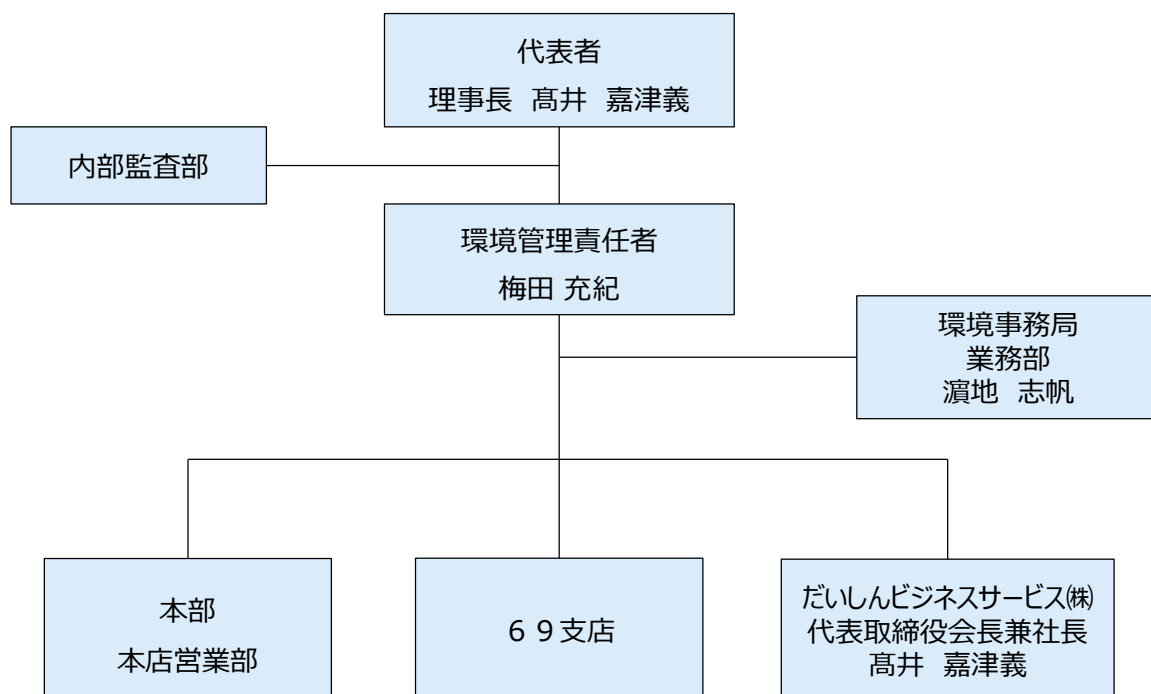 代表者
理事長　髙井　嘉津義
内部監査部
環境管理責任者
梅田 充紀
環境事務局
業務部
濵地　志帆
本部
本店営業部
６９支店
だいしんビジネスサービス㈱
代表取締役会長兼社長
髙井　嘉津義